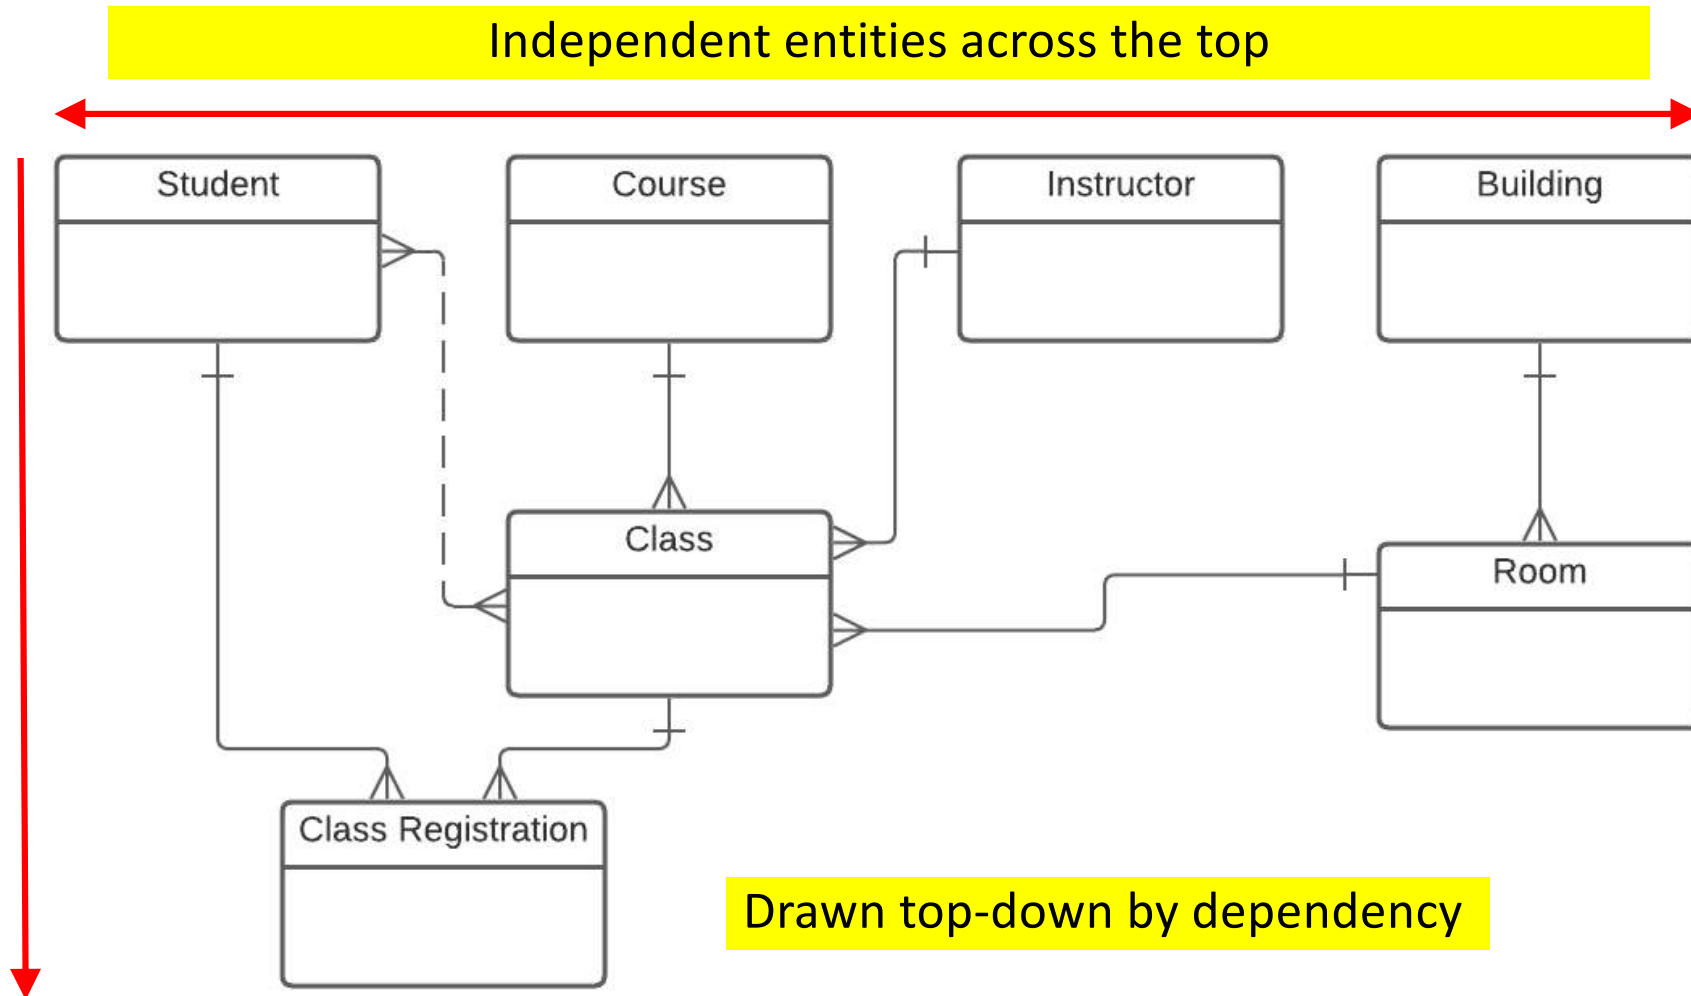 Independent entities across the top
Student
Course
Instructor
Building
Class
Room
Class Registration
Drawn top-down by dependency